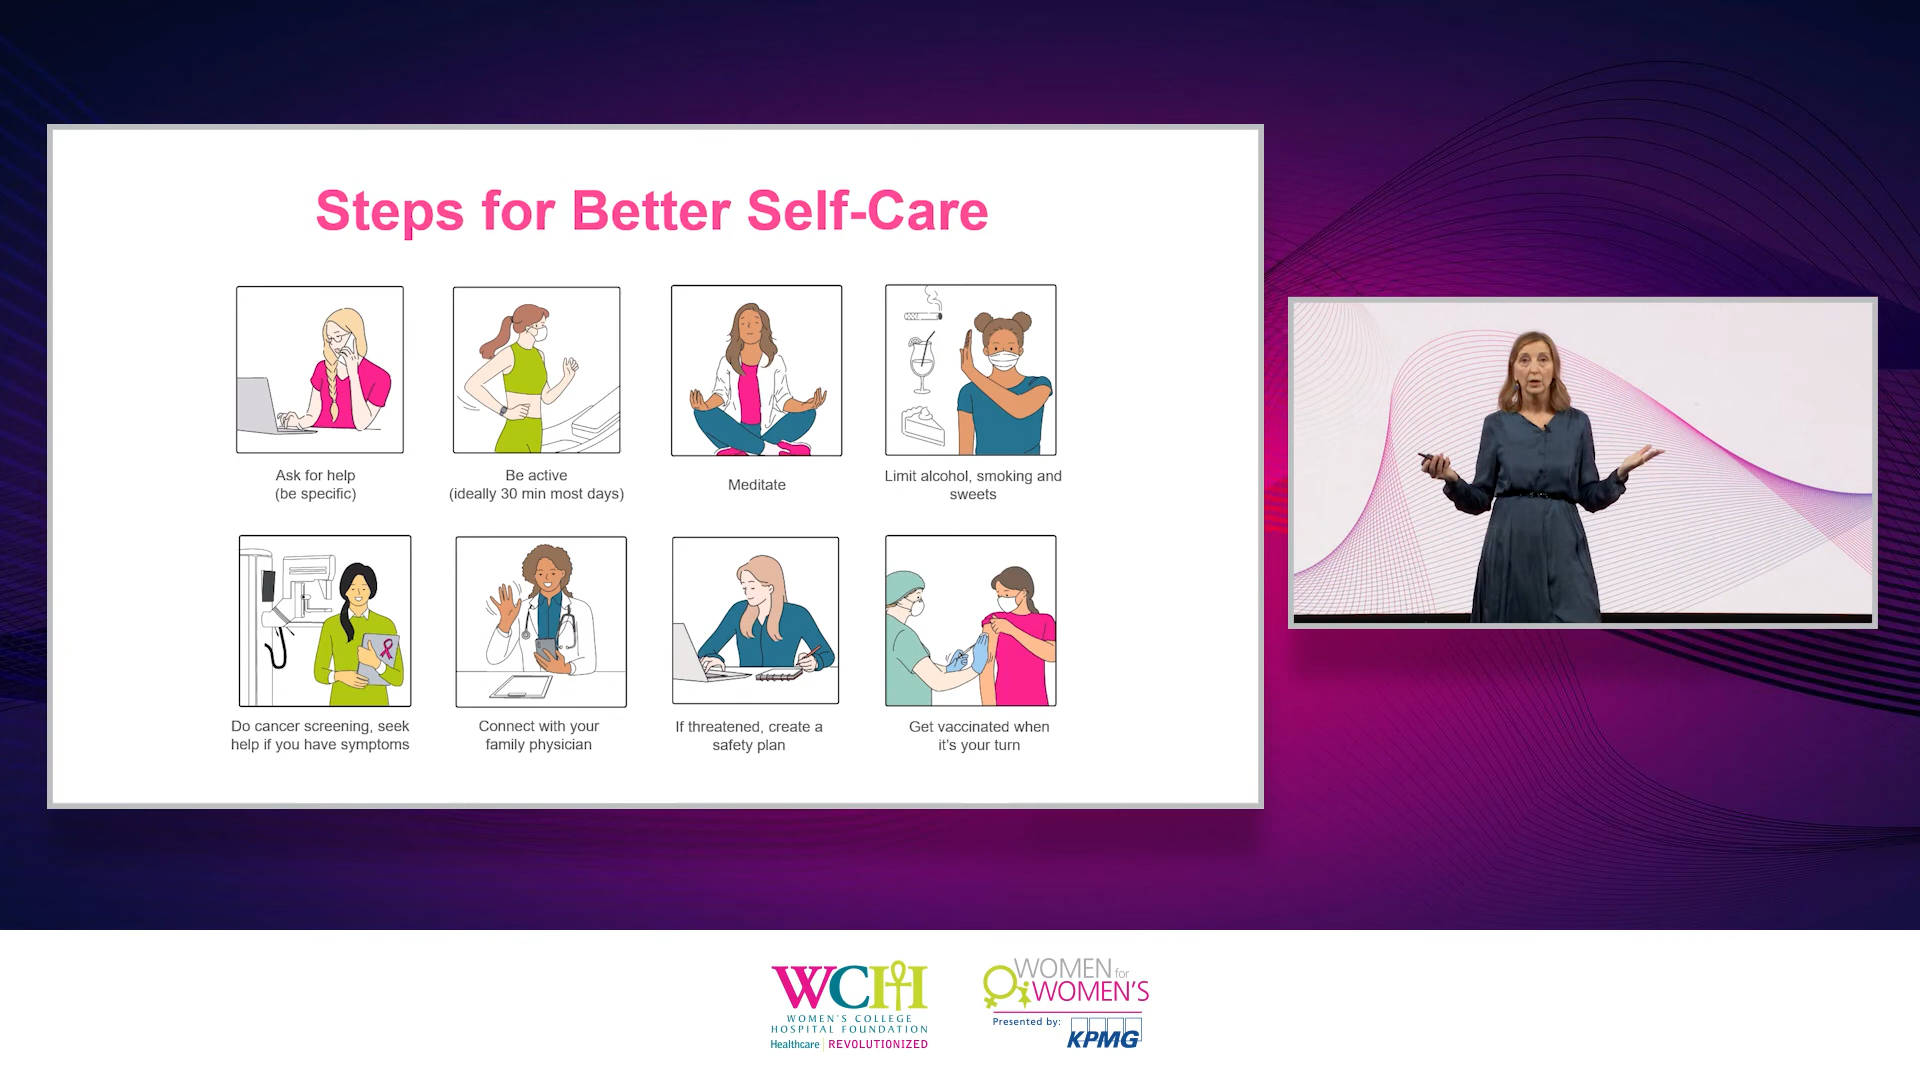 Steps for Better Self-Care
Ask for help
(be specific)
Be active
(ideally 30 min most days)
Meditate
Limit alcohol, smoking and
sweets
Do cancer screening, seek
help if you have symptoms
Connect with your
family physician
If threatened, create a
safety plan
Get vaccinated when
it's your turn
WCH
WOMEN'S COLLEGE
HOSPITAL FOUNDATION
Healthcare | REVOLUTIONIZED
WOMEN for
WOMEN'S
Presented by:
KPMG